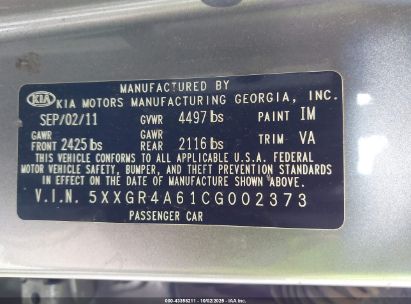 MANUFACTURED BY
KIA KIA MOTORS MANUFACTURING GEORGIA, INC.
SEP/02/11 GVWR 4497 lbs PAINT IM
GAWR FRONT 2425 lbs GAWR REAR 2116 lbs TRIM VA
THIS VEHICLE CONFORMS TO ALL APPLICABLE U.S.A. FEDERAL
MOTOR VEHICLE SAFETY, BUMPER, AND THEFT PREVENTION STANDARDS
IN EFFECT ON THE DATE OF MANUFACTURE SHOWN ABOVE.
V.I.N. 5XXGR4A61CG002373
PASSENGER CAR